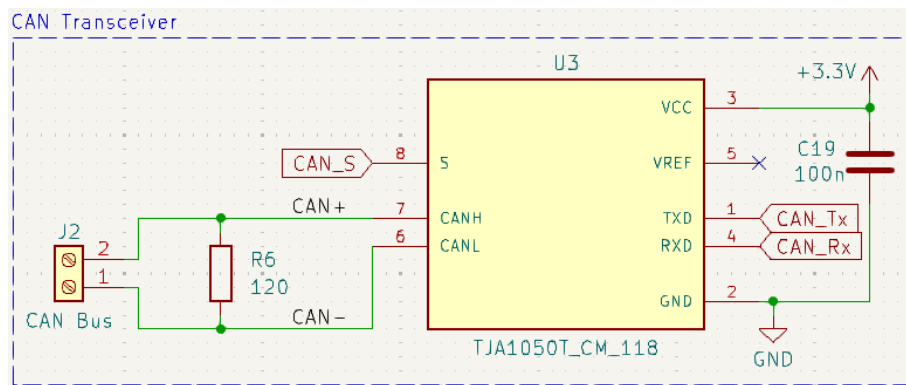 CAN Transceiver
U3
+3.3V
VCC 3
C19
100n
CAN_S 8 S
VREF 5
CAN+ 7 CANH
TXD 1 CAN_Tx
J2
2
6 CANL
RXD 4 CAN_Rx
R6
120
1
GND 2
CAN Bus
CAN-
TJA1050T_CM_118
GND